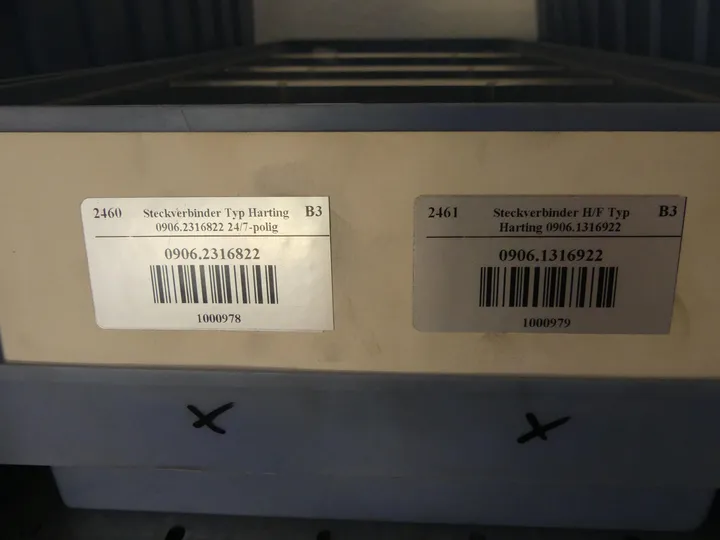 2460 Steckverbinder Typ Harting B3
0906.2316822 24/7-polig
0906.2316822
1000978
2461 Steckverbinder H/F Typ B3
Harting 0906.1316922
0906.1316922
1000979
X X